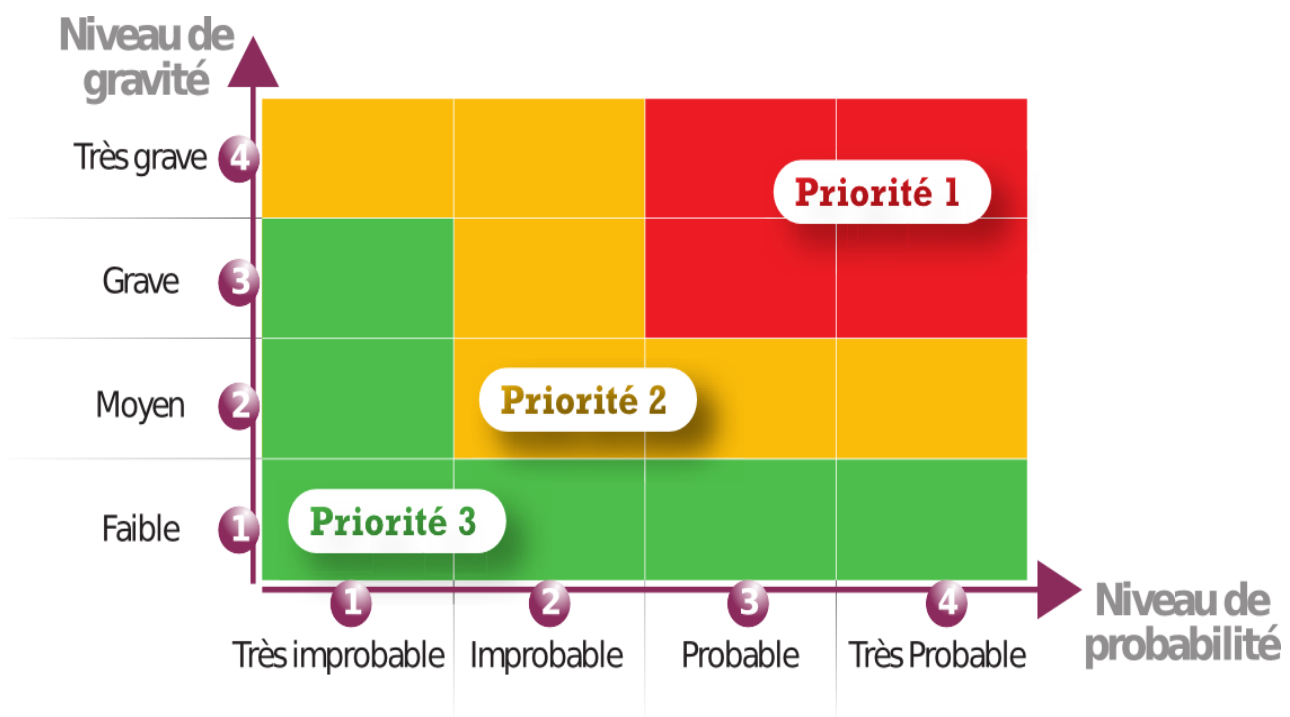 Niveau de
gravité
Très grave 4
Priorité 1
Grave 3
Moyen 2
Priorité 2
Faible 1
Priorité 3
1 2 3 4
Très improbable Improbable Probable Très Probable
Niveau de
probabilité